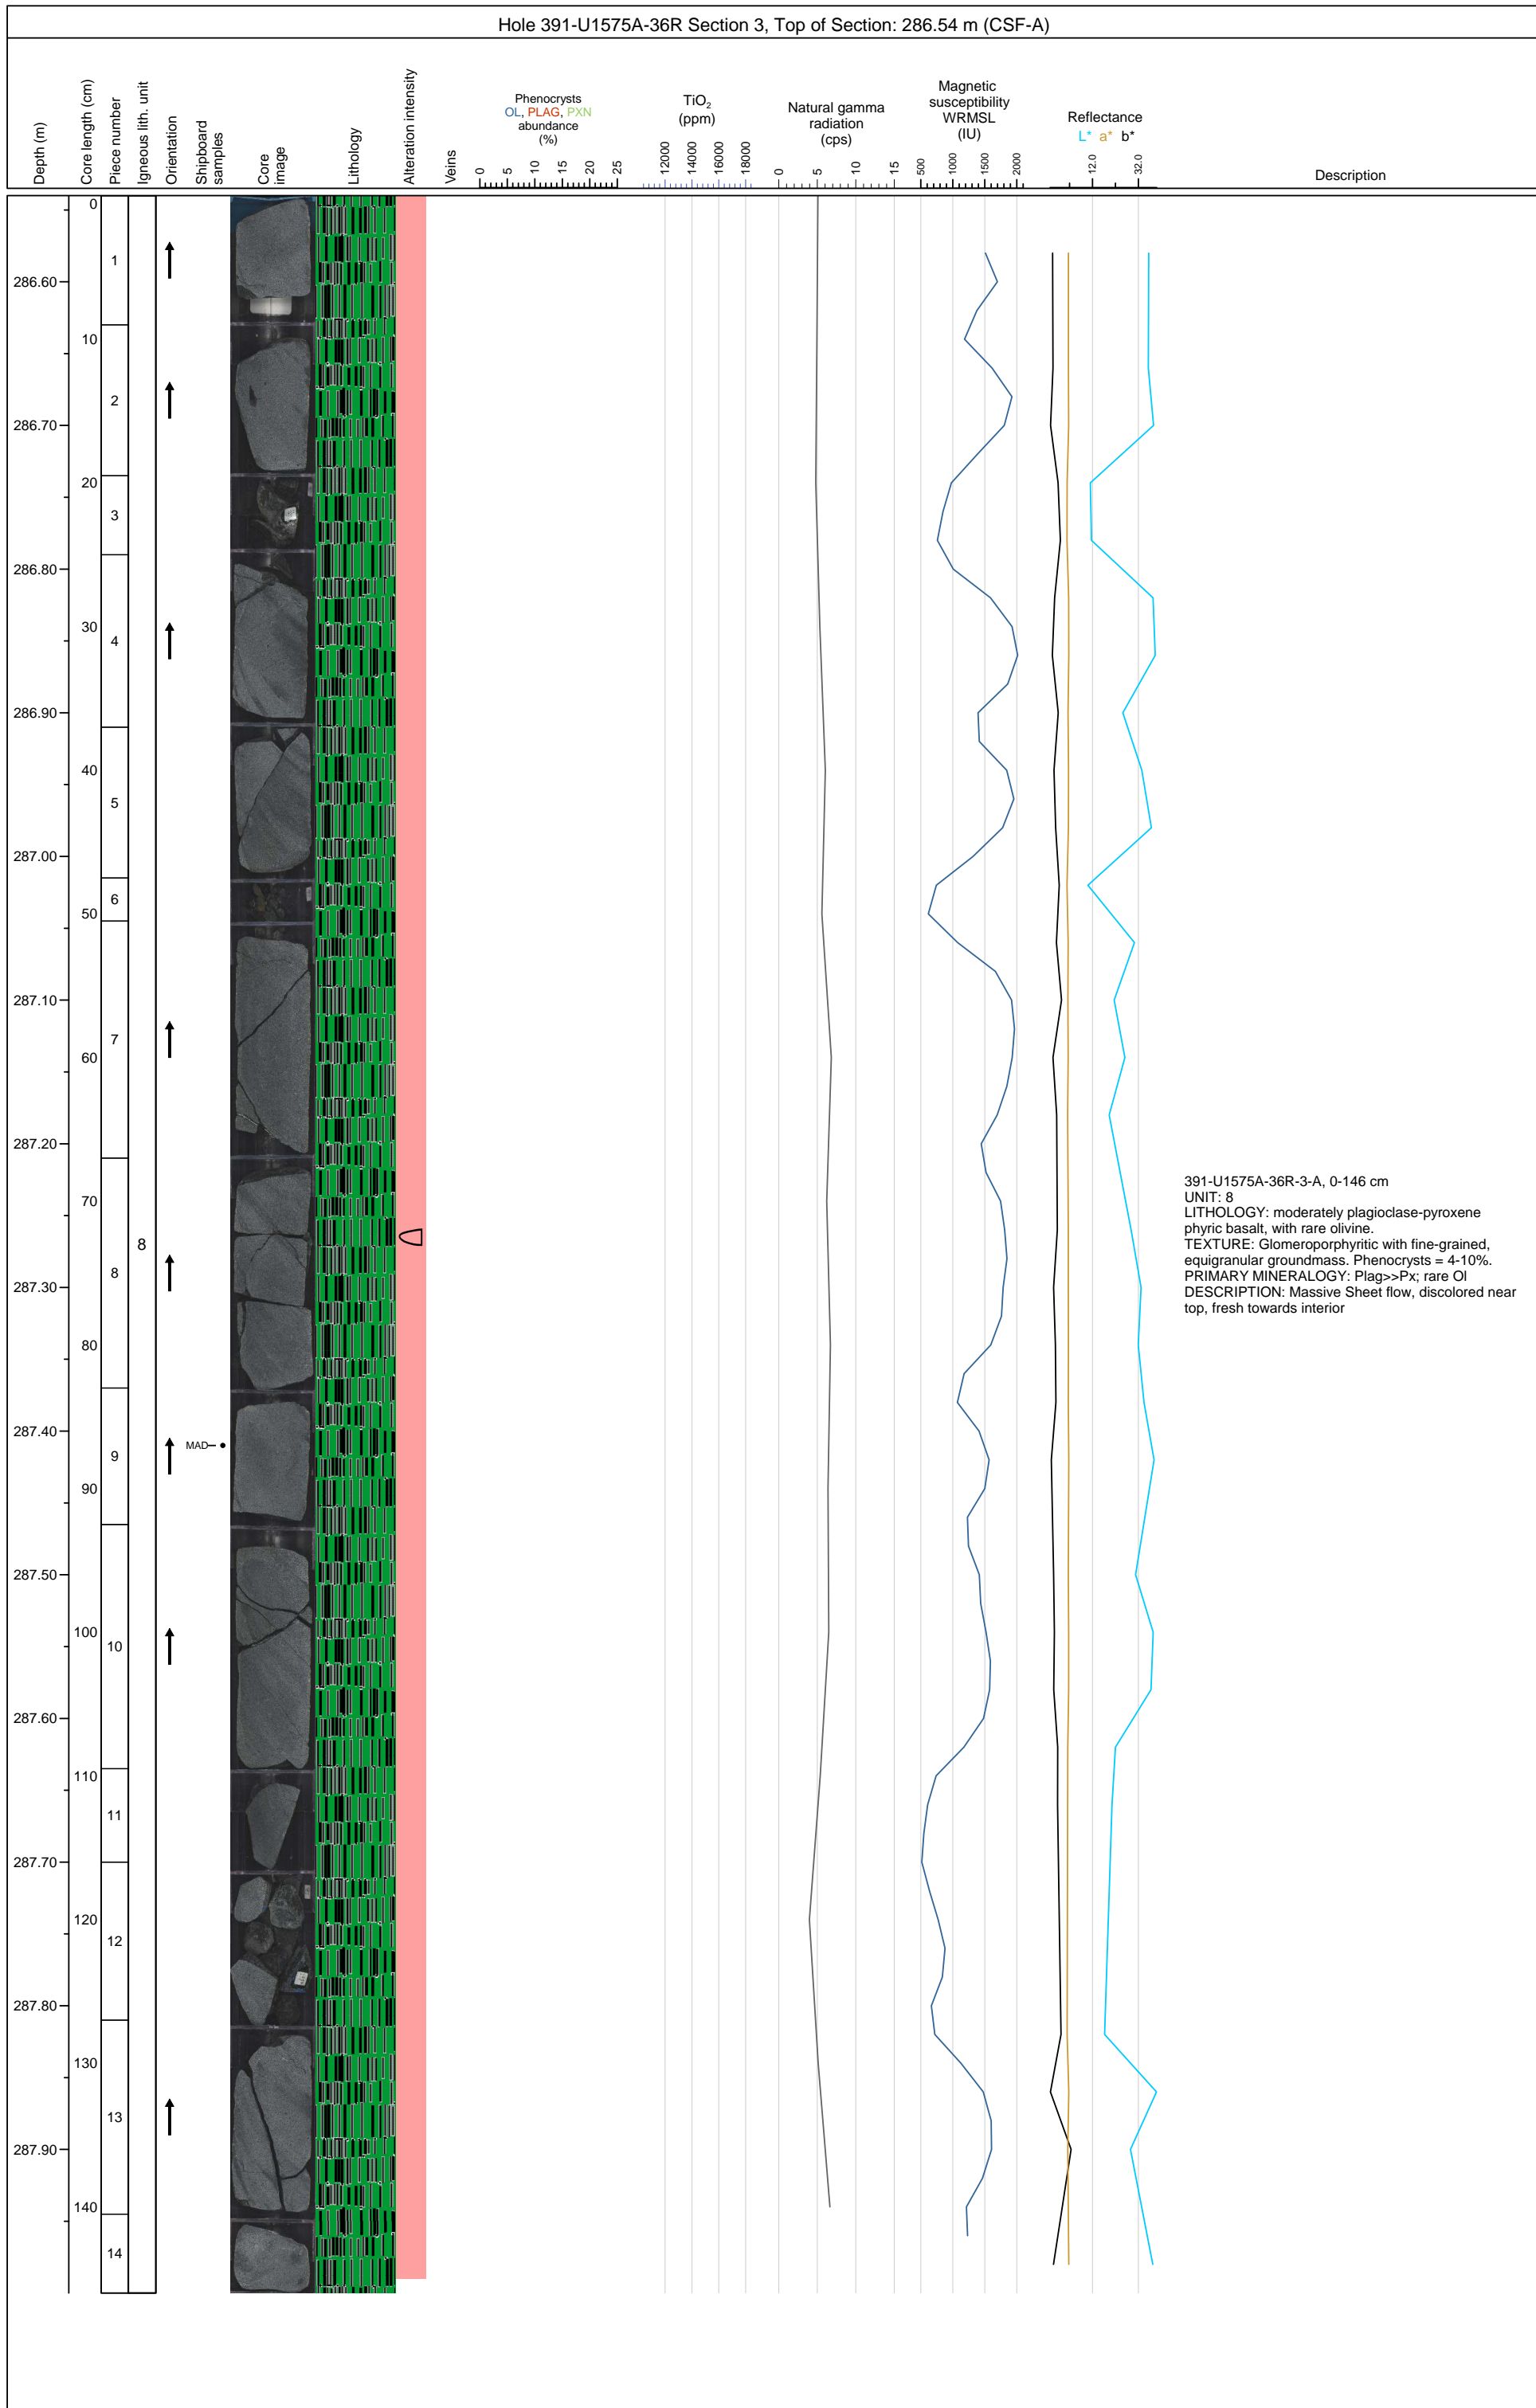 Hole 391-U1575A-36R Section 3, Top of Section: 286.54 m (CSF-A)
Depth (m)
Core length (cm)
Piece number
Igneous lith. unit
Orientation
Shipboard
samples
Core
image
Lithology
Alteration intensity
Veins
Phenocrysts
OL, PLAG, PXN
abundance
(%)
0 5 10 15 20 25
TiO₂
(ppm)
12000 14000 16000 18000
Natural gamma
radiation
(cps)
0 5 10 15
Magnetic
susceptibility
WRMSL
(IU)
500 1000 1500 2000
Reflectance
L* a* b*
12.0 32.0
Description
286.60
286.70
286.80
286.90
287.00
287.10
287.20
287.30
287.40
287.50
287.60
287.70
287.80
287.90
0
10
20
30
40
50
60
70
80
90
100
110
120
130
140
1
2
3
4
5
6
7
8
9
10
11
12
13
14
8
MAD
391-U1575A-36R-3-A, 0-146 cm
UNIT: 8
LITHOLOGY: moderately plagioclase-pyroxene
phyric basalt, with rare olivine.
TEXTURE: Glomeroporphyritic with fine-grained,
equigranular groundmass. Phenocrysts = 4-10%.
PRIMARY MINERALOGY: Plag>>Px; rare Ol
DESCRIPTION: Massive Sheet flow, discolored near
top, fresh towards interior